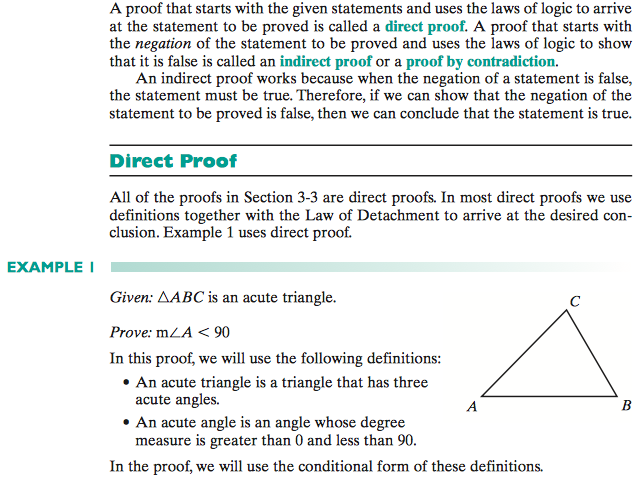 A proof that starts with the given statements and uses the laws of logic to arrive
at the statement to be proved is called a direct proof. A proof that starts with
the negation of the statement to be proved and uses the laws of logic to show
that it is false is called an indirect proof or a proof by contradiction.
An indirect proof works because when the negation of a statement is false,
the statement must be true. Therefore, if we can show that the negation of the
statement to be proved is false, then we can conclude that the statement is true.
Direct Proof
All of the proofs in Section 3-3 are direct proofs. In most direct proofs we use
definitions together with the Law of Detachment to arrive at the desired con-
clusion. Example 1 uses direct proof.
EXAMPLE 1
Given: △ABC is an acute triangle.
Prove: m∠A < 90
In this proof, we will use the following definitions:
• An acute triangle is a triangle that has three
acute angles.
• An acute angle is an angle whose degree
measure is greater than 0 and less than 90.
In the proof, we will use the conditional form of these definitions.
C
A
B